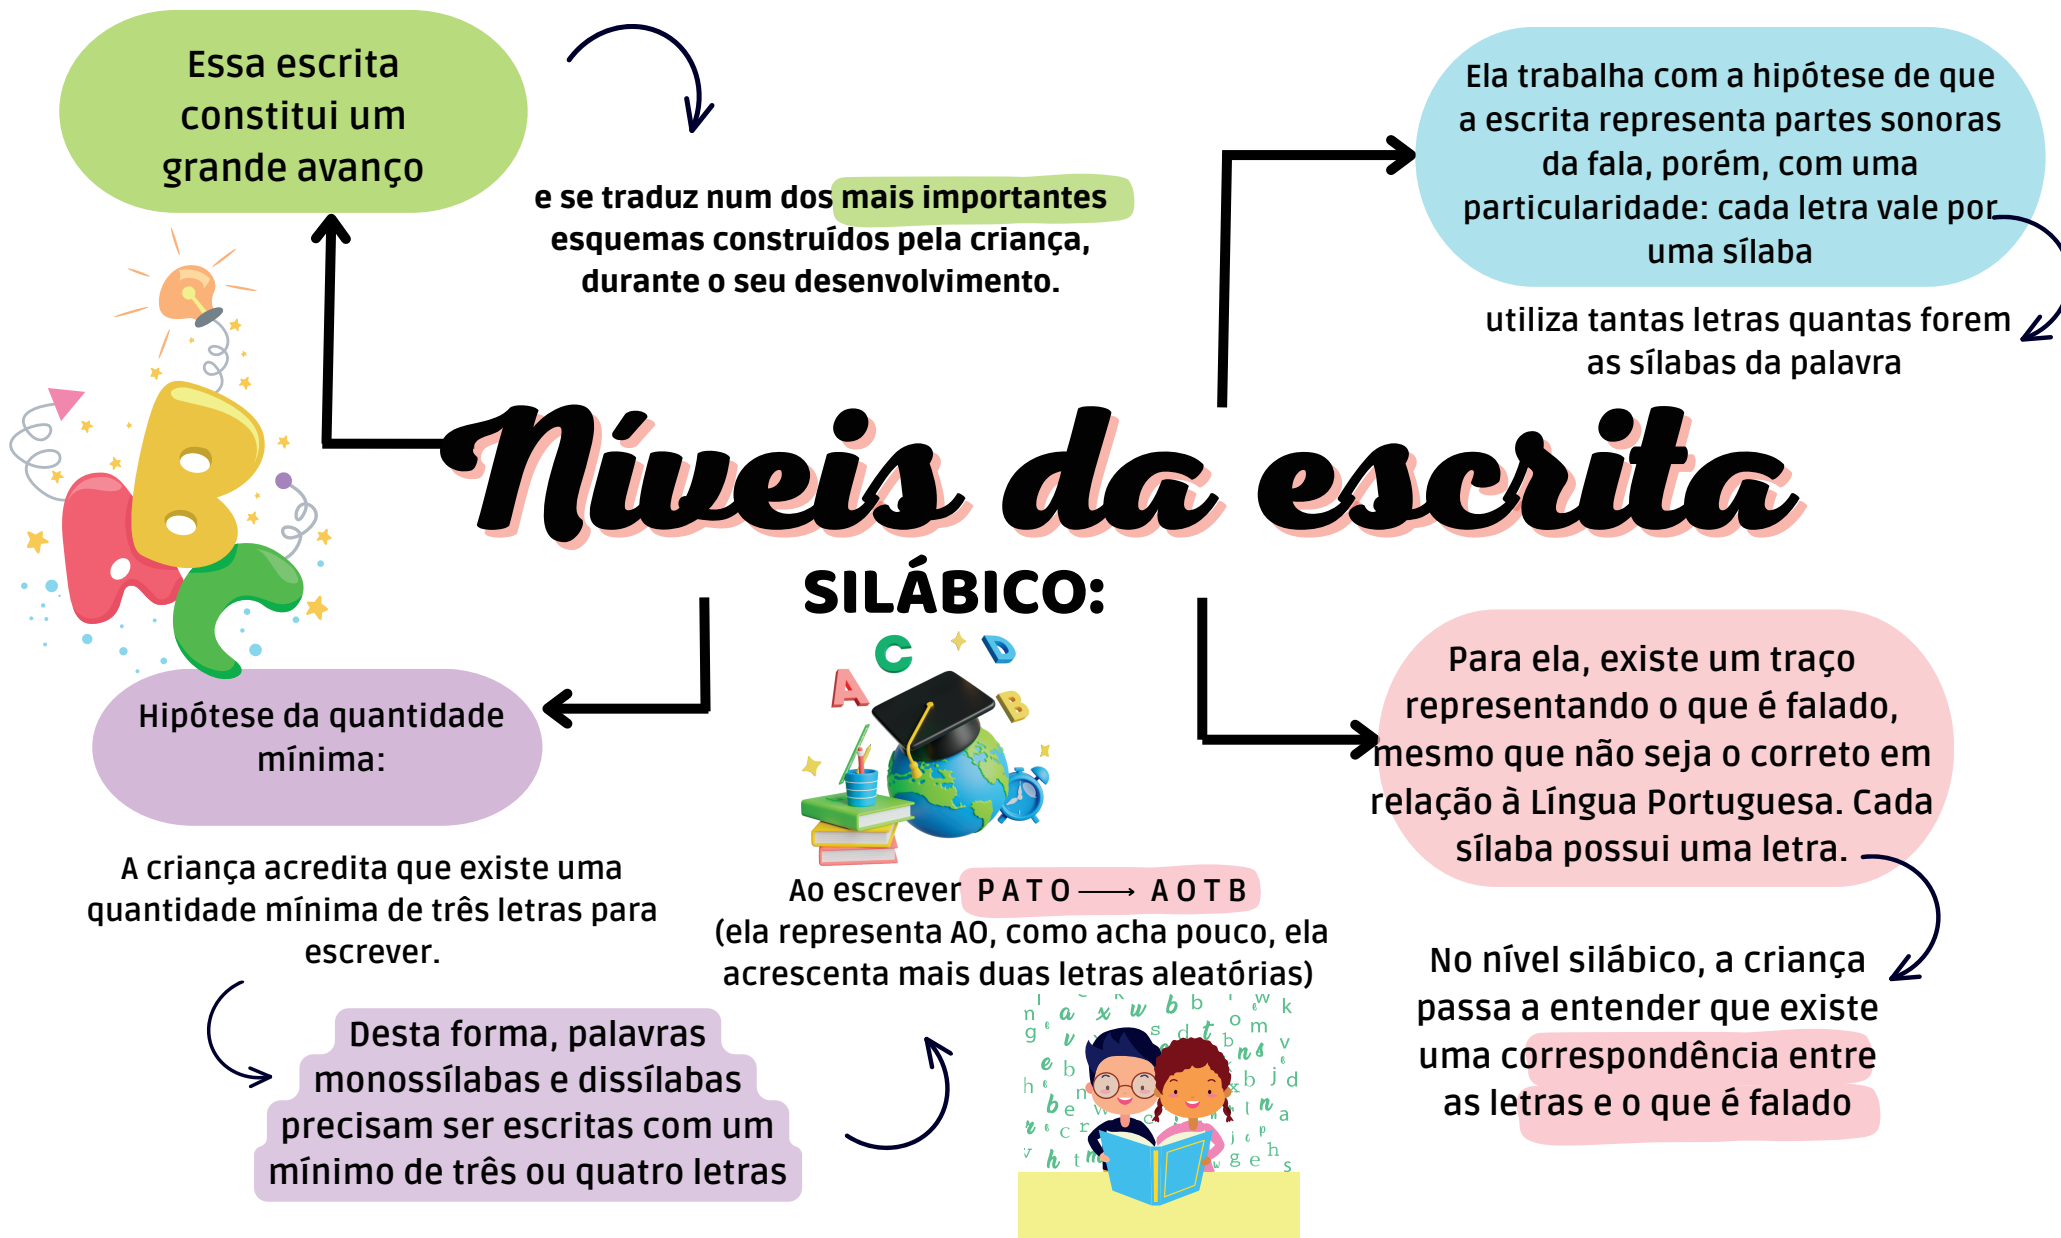 Essa escrita
constitui um
grande avanço
e se traduz num dos mais importantes
esquemas construídos pela criança,
durante o seu desenvolvimento.
Ela trabalha com a hipótese de que
a escrita representa partes sonoras
da fala, porém, com uma
particularidade: cada letra vale por
uma sílaba
utiliza tantas letras quantas forem
as sílabas da palavra
Níveis da escrita
SILÁBICO:
Hipótese da quantidade
mínima:
A criança acredita que existe uma
quantidade mínima de três letras para
escrever.
Desta forma, palavras
monossílabas e dissílabas
precisam ser escritas com um
mínimo de três ou quatro letras
Ao escrever P A T O → A O T B
(ela representa AO, como acha pouco, ela
acrescenta mais duas letras aleatórias)
Para ela, existe um traço
representando o que é falado,
mesmo que não seja o correto em
relação à Língua Portuguesa. Cada
sílaba possui uma letra.
No nível silábico, a criança
passa a entender que existe
uma correspondência entre
as letras e o que é falado